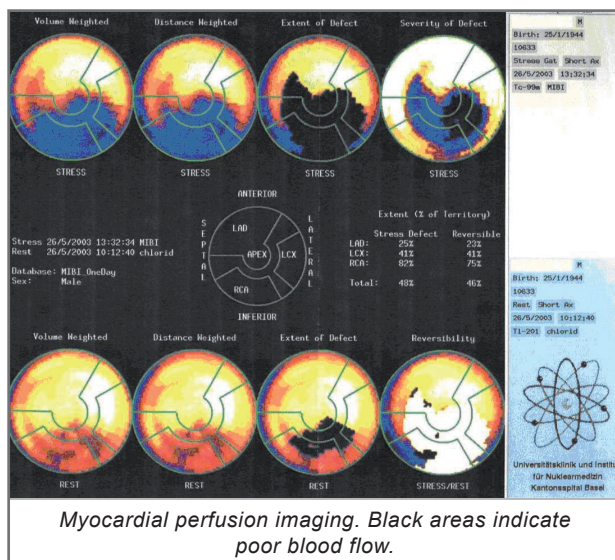 Volume Weighted Distance Weighted Extent of Defect Severity of Defect
STRESS STRESS STRESS STRESS
ANTERIOR
SEPTAL
LAD
APEX
LCX
RCA
LATERAL
INFERIOR
Stress 26/5/2003 13:32:34 MIBI
Rest 26/5/2003 10:12:40 chlorid
Database: MIBI_OneDay
Sex: Male
Extent (% of Territory)
Stress Defect Reversible
LAD: 25% 23%
LCX: 41% 41%
RCA: 82% 75%
Total: 48% 46%
Volume Weighted Distance Weighted Extent of Defect Reversibility
REST REST REST STRESS/REST
M
Birth: 25/1/1944
10633
Stress Gat Short Ax
26/5/2003 13:32:34
Tc-99m MIBI
M
Birth: 25/1/1944
10633
Rest Short Ax
26/5/2003 10:12:40
Tl-201 chlorid
Universitätsklinik und Institu
für Nuklearmedizin
Kantonsspital Basel
Myocardial perfusion imaging. Black areas indicate
poor blood flow.